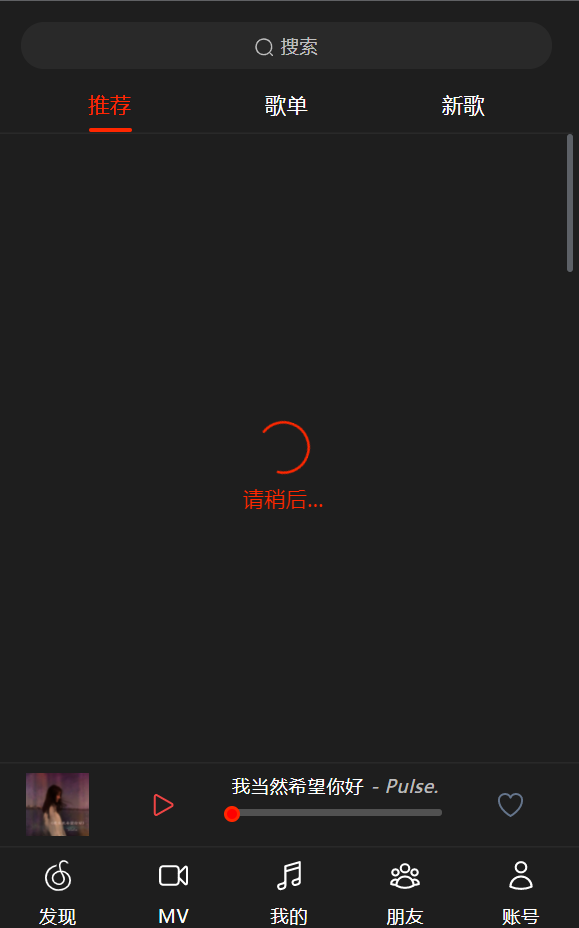 搜索
推荐 歌单 新歌
请稍后...
我当然希望你好 - Pulse.
发现 MV 我的 朋友 账号